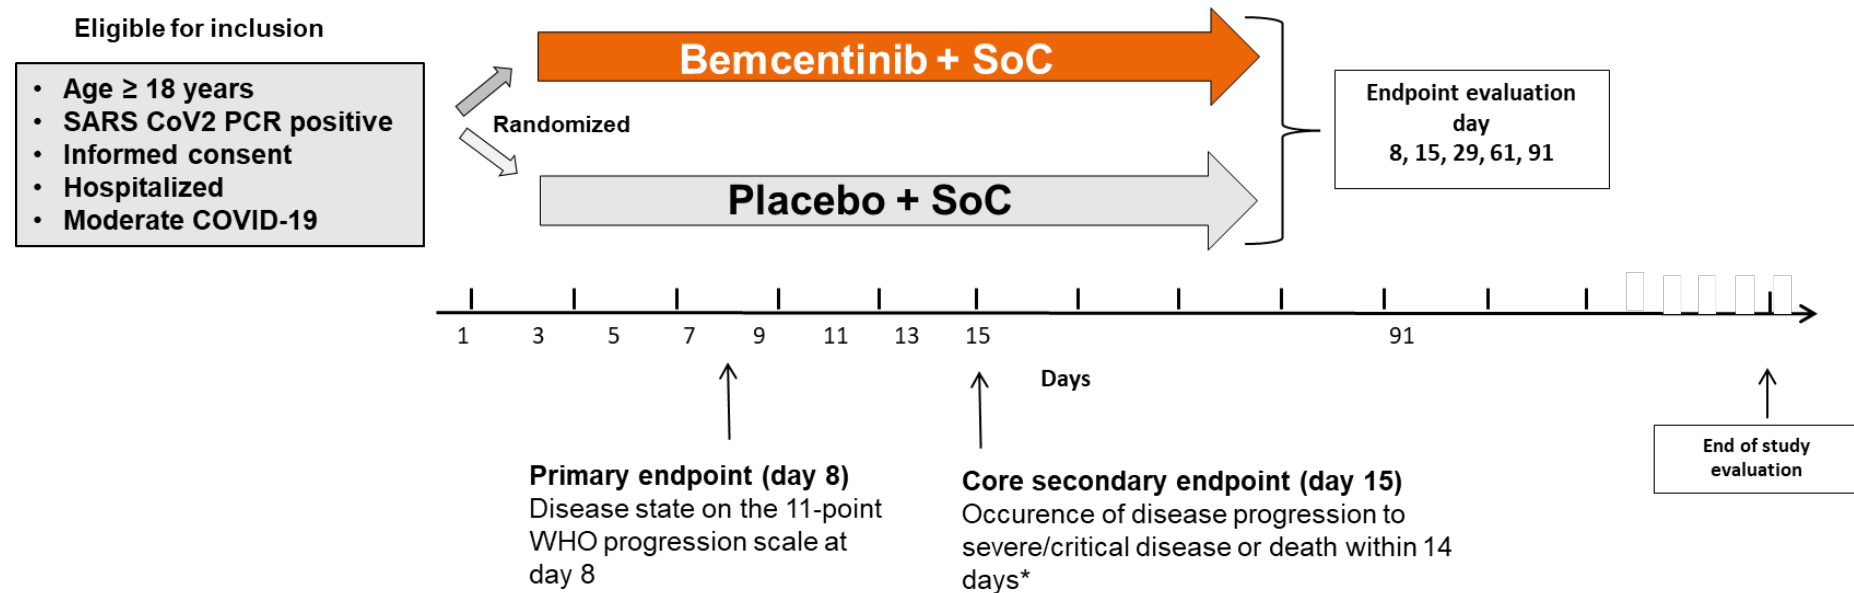 Eligible for inclusion
• Age ≥ 18 years
• SARS CoV2 PCR positive
• Informed consent
• Hospitalized
• Moderate COVID-19
Randomized
Bemcentinib + SoC
Placebo + SoC
Endpoint evaluation
day
8, 15, 29, 61, 91
1 3 5 7 9 11 13 15 91
Days
Primary endpoint (day 8)
Disease state on the 11-point
WHO progression scale at
day 8
Core secondary endpoint (day 15)
Occurence of disease progression to
severe/critical disease or death within 14
days*
End of study
evaluation